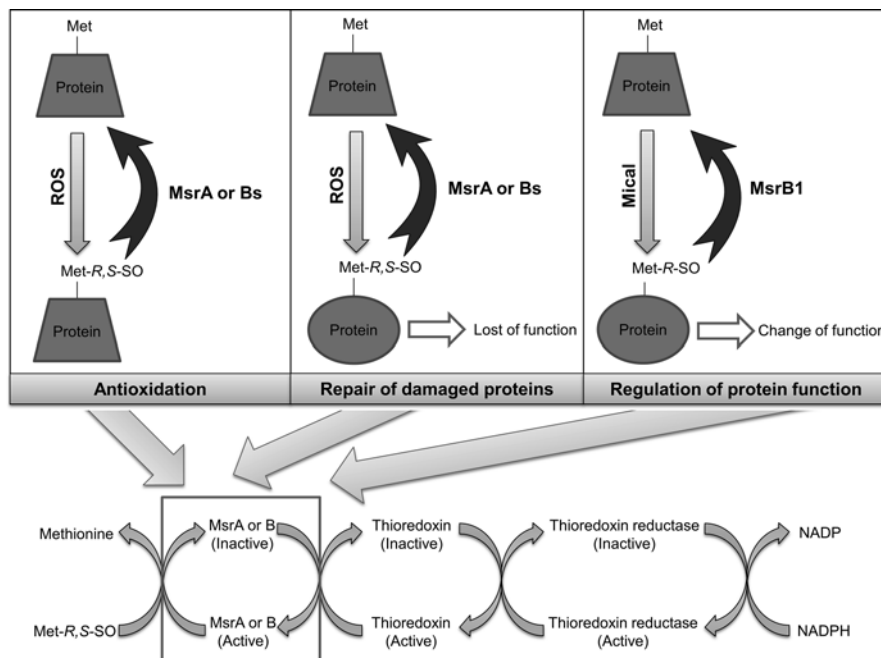 Met
Protein
ROS
MsrA or Bs
Met-R,S-SO
Protein
Antioxidation
Met
Protein
ROS
MsrA or Bs
Met-R,S-SO
Protein
Lost of function
Repair of damaged proteins
Met
Protein
Mical
MsrB1
Met-R-SO
Protein
Change of function
Regulation of protein function
Methionine
MsrA or B
(Inactive)
Thioredoxin
(Inactive)
Thioredoxin reductase
(Inactive)
NADP
Met-R,S-SO
MsrA or B
(Active)
Thioredoxin
(Active)
Thioredoxin reductase
(Active)
NADPH